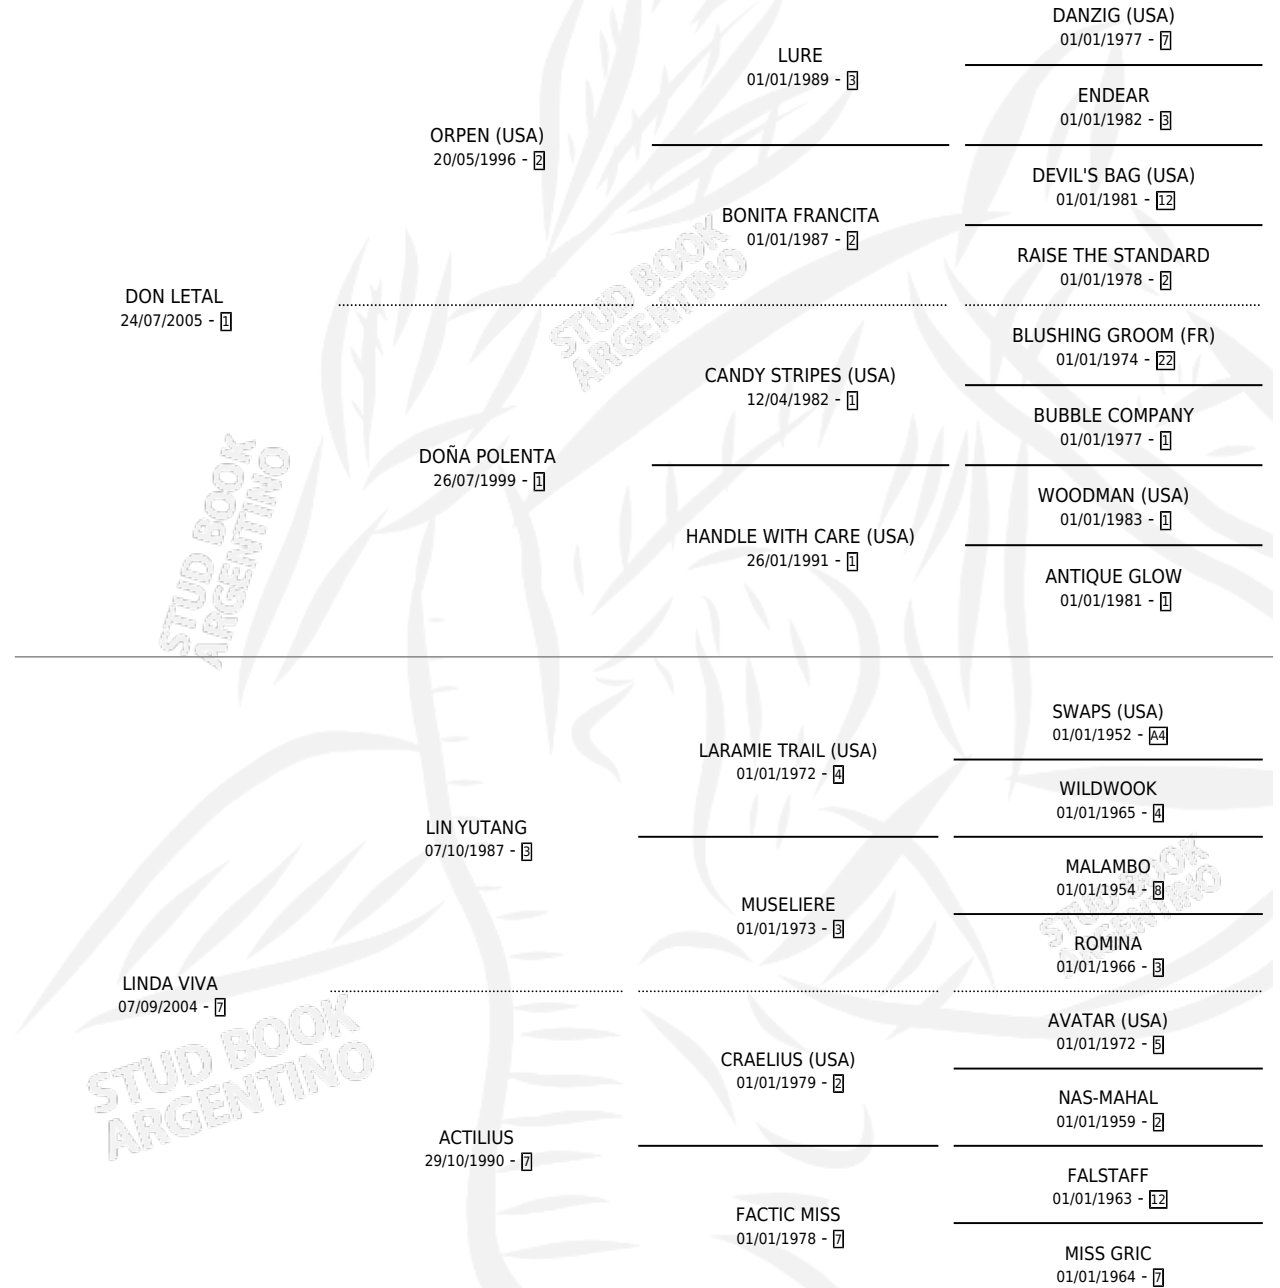 DANZIG (USA)
01/01/1977 - 7
LURE
01/01/1989 - 3
ENDEAR
01/01/1982 - 3
ORPEN (USA)
20/05/1996 - 2
DEVIL'S BAG (USA)
01/01/1981 - 12
BONITA FRANCITA
01/01/1987 - 2
RAISE THE STANDARD
01/01/1978 - 2
DON LETAL
24/07/2005 - 1
STUD BOOK
ARGENTINO
BLUSHING GROOM (FR)
01/01/1974 - 22
CANDY STRIPES (USA)
12/04/1982 - 1
BUBBLE COMPANY
01/01/1977 - 1
DOÑA POLENTA
26/07/1999 - 1
WOODMAN (USA)
01/01/1983 - 1
HANDLE WITH CARE (USA)
26/01/1991 - 1
ANTIQUE GLOW
01/01/1981 - 1
STUD BOOK
ARGENTINO
SWAPS (USA)
01/01/1952 - A4
LARAMIE TRAIL (USA)
01/01/1972 - 4
WILDWOOK
01/01/1965 - 4
LIN YUTANG
07/10/1987 - 3
MALAMBO
01/01/1954 - 8
MUSELIERE
01/01/1973 - 3
STUD BOOK
ARGENTINO
ROMINA
01/01/1966 - 3
LINDA VIVA
07/09/2004 - 7
AVATAR (USA)
01/01/1972 - 5
CRAELIUS (USA)
01/01/1979 - 2
STUD BOOK
ARGENTINO
NAS-MAHAL
01/01/1959 - 2
ACTILIUS
29/10/1990 - 7
FALSTAFF
01/01/1963 - 12
FACTIC MISS
01/01/1978 - 7
MISS GRIC
01/01/1964 - 7